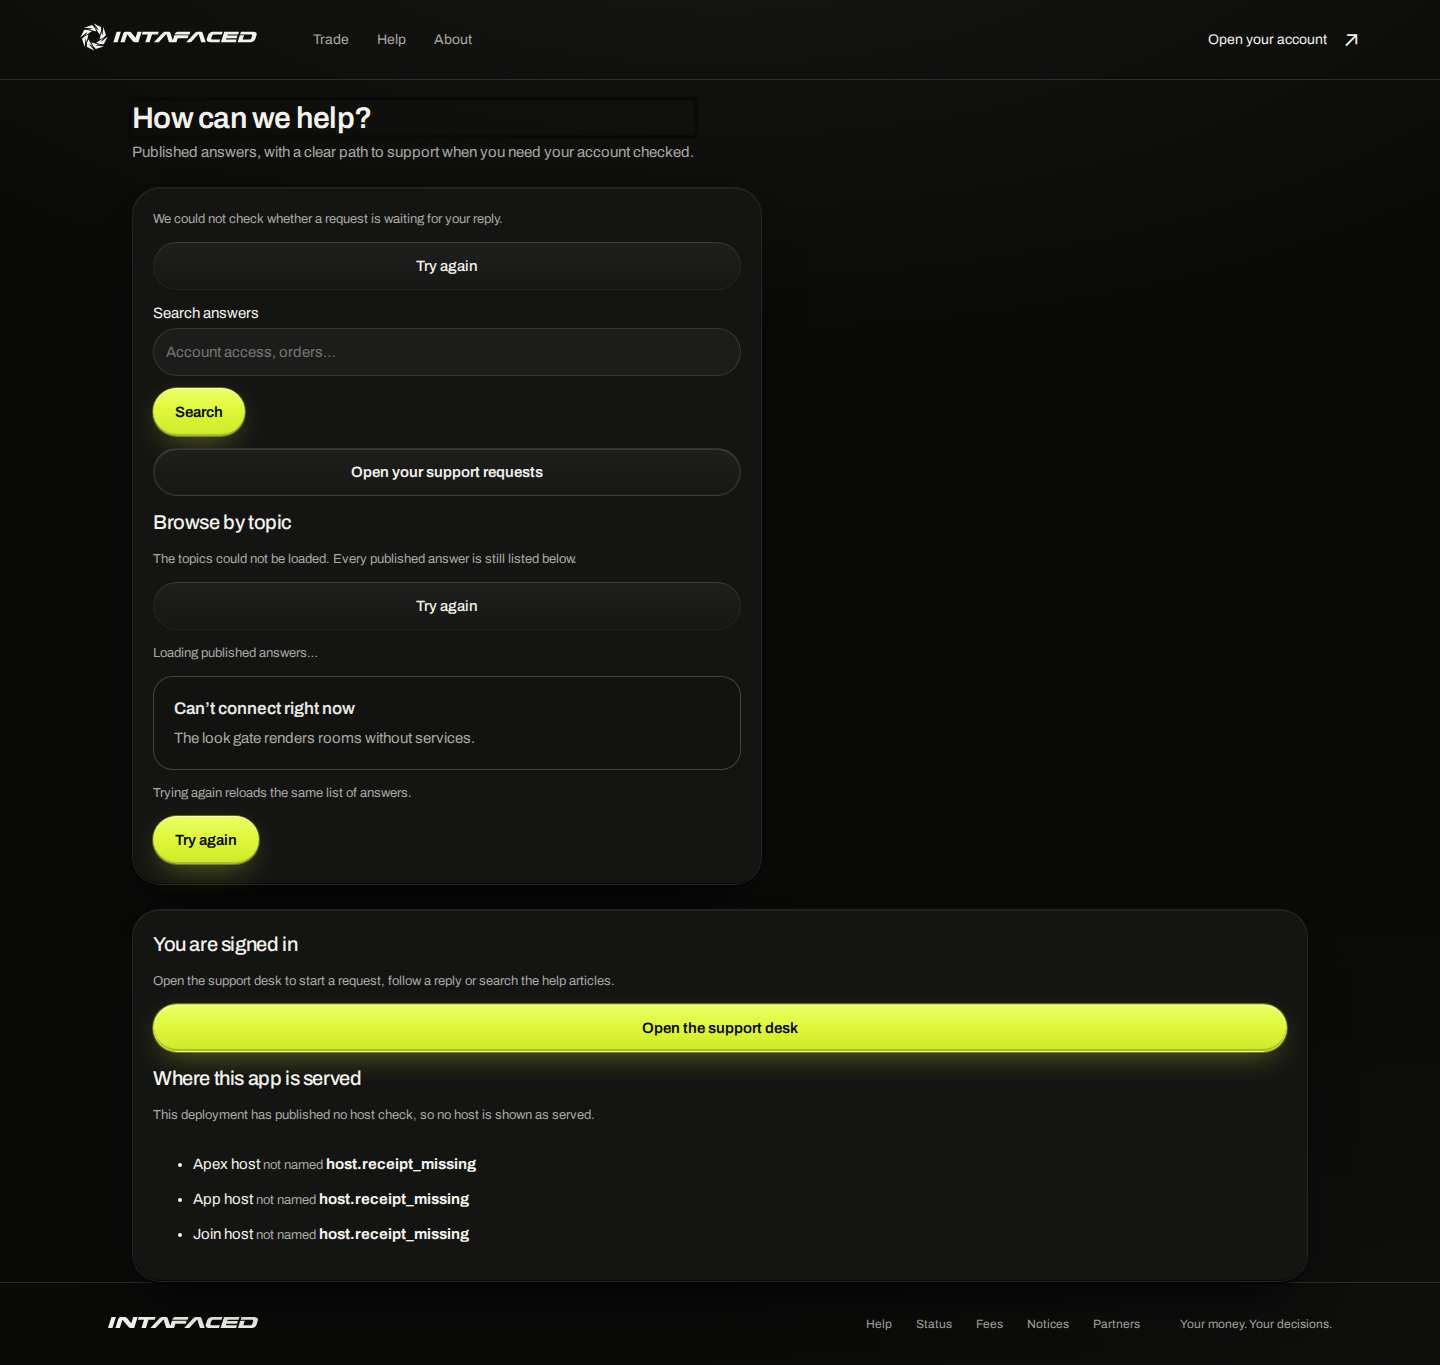 INTAFACED
Trade
Help
About
Open your account
How can we help?
Published answers, with a clear path to support when you need your account checked.
We could not check whether a request is waiting for your reply.
Try again
Search answers
Account access, orders...
Search
Open your support requests
Browse by topic
The topics could not be loaded. Every published answer is still listed below.
Try again
Loading published answers...
Can’t connect right now
The look gate renders rooms without services.
Trying again reloads the same list of answers.
Try again
You are signed in
Open the support desk to start a request, follow a reply or search the help articles.
Open the support desk
Where this app is served
This deployment has published no host check, so no host is shown as served.
Apex host not named host.receipt_missing
App host not named host.receipt_missing
Join host not named host.receipt_missing
INTAFACED
Help
Status
Fees
Notices
Partners
Your money. Your decisions.